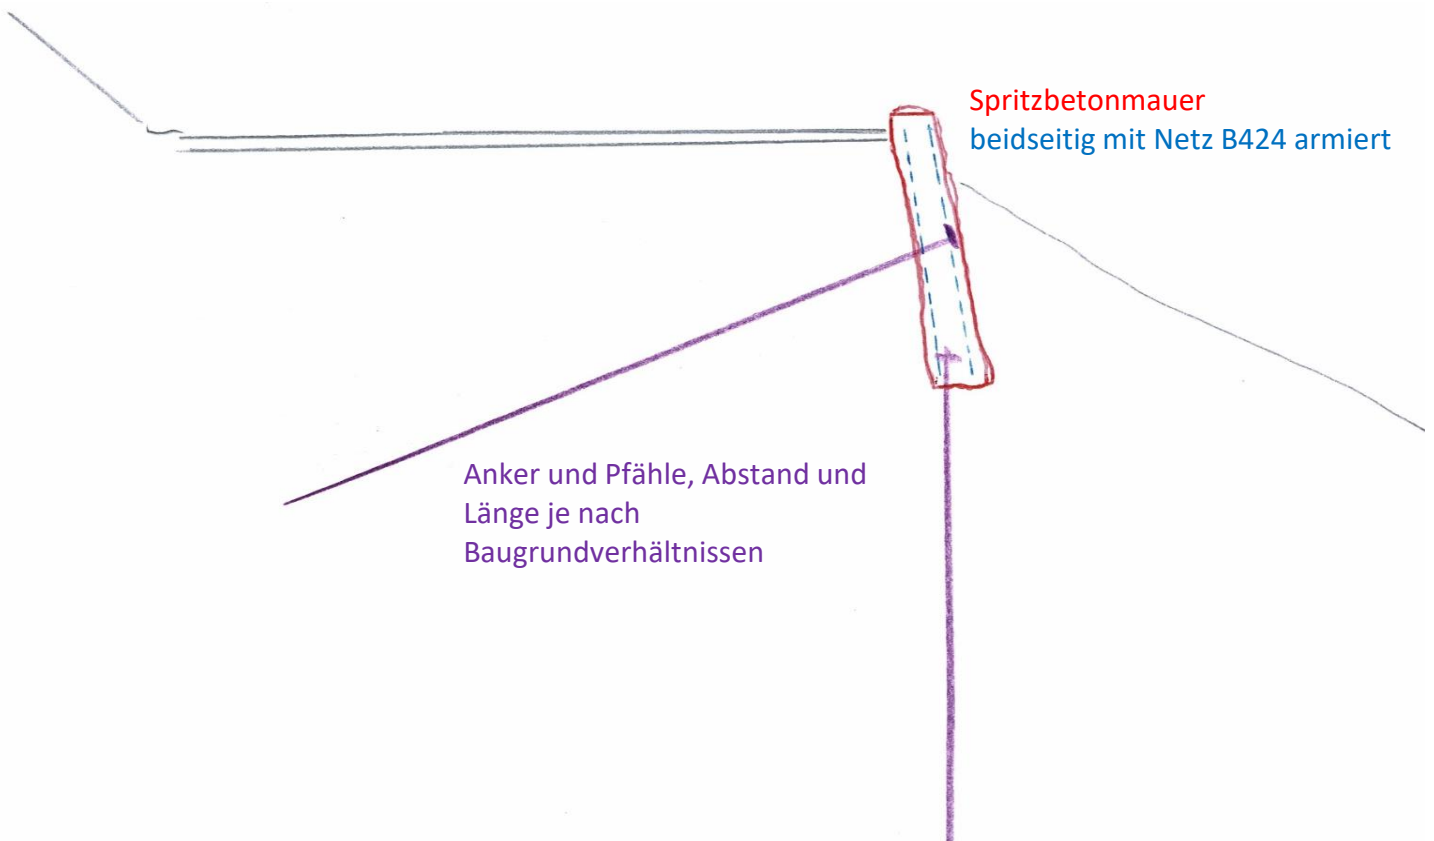 Spritzbetonmauer
beidseitig mit Netz B424 armiert
Anker und Pfähle, Abstand und
Länge je nach
Baugrundverhältnissen